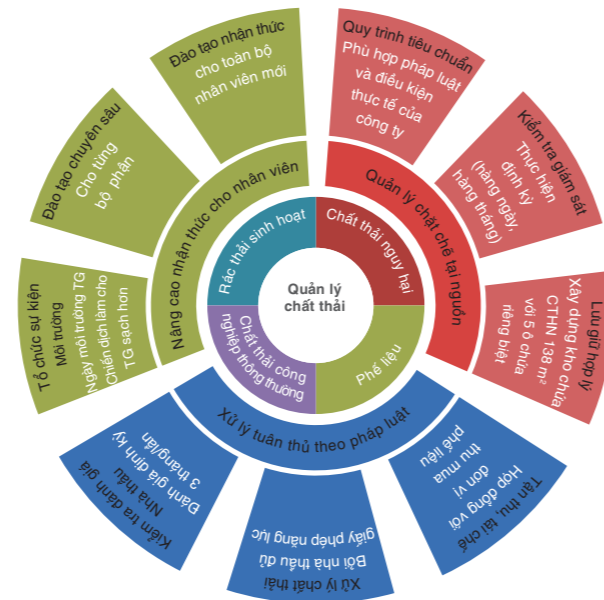 Quản lý
chất thải
Rác thải sinh hoạt
Chất thải nguy hại
Phế liệu
Chất thải công
nghiệp thông thường
Nâng cao nhận thức cho nhân viên
Quản lý chặt chẽ tại nguồn
Xử lý tuân thủ theo pháp luật
Đào tạo nhận thức
cho toàn bộ
nhân viên mới
Quy trình tiêu chuẩn
Phù hợp pháp luật
và điều kiện
thực tế của
công ty
Kiểm tra giám sát
Thực hiện
định kỳ
(hàng ngày,
hàng tháng)
Lưu giữ hợp lý
Xây dựng kho chứa
CTHN 138 m²
với 5 ô chứa
riêng biệt
Tận thu, tái chế
Hợp đồng với
đơn vị
thu mua
phế liệu
Xử lý chất thải
Bởi nhà thầu đủ
giấy phép năng lực
Kiểm tra đánh giá
Nhà thầu
Đánh giá định kỳ
3 tháng/lần
Tổ chức sự kiện
Môi trường
Ngày môi trường TG
Chiến dịch làm cho
TG sạch hơn
Đào tạo chuyên sâu
Cho từng
bộ phận